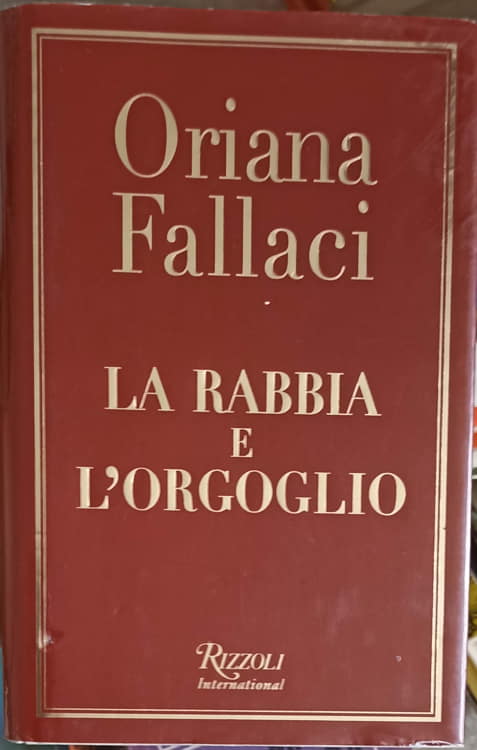 Oriana
Fallaci
LA RABBIA
E
L'ORGOGLIO
RIZZOLI
International